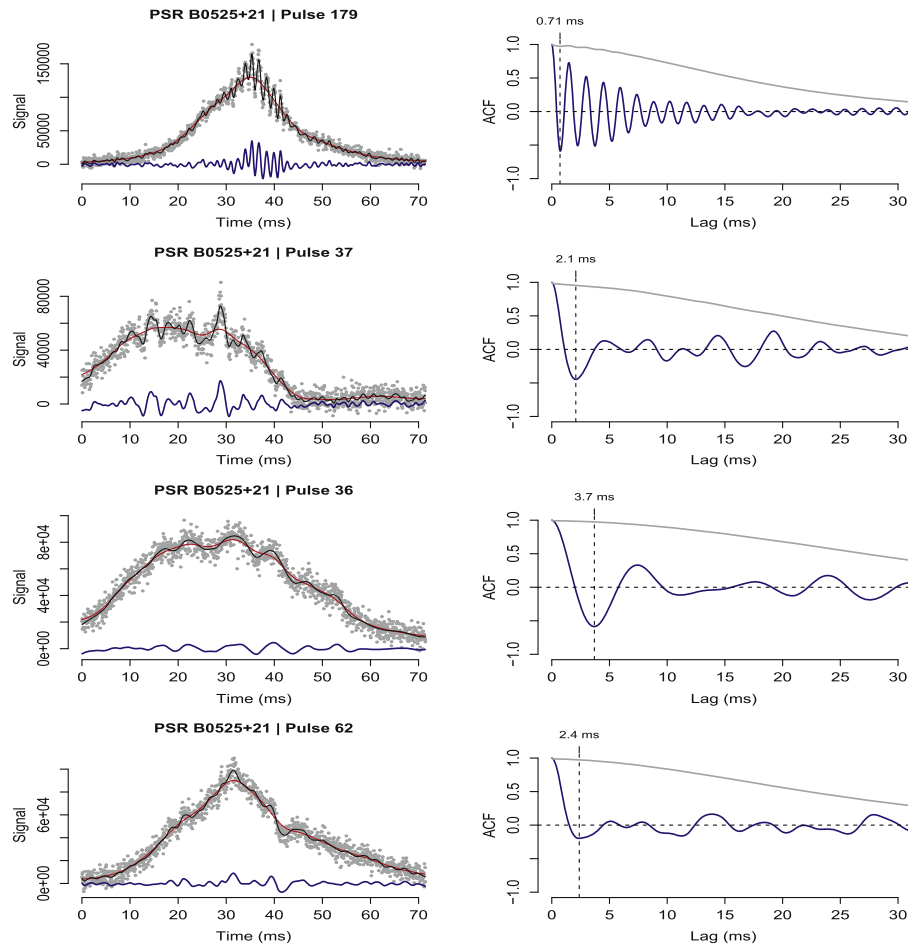 PSR B0525+21 | Pulse 179
Signal
0 50000 150000
0 10 20 30 40 50 60 70
Time (ms)
0.71 ms
ACF
−1.0 0.0 0.5 1.0
0 5 10 15 20 25 30
Lag (ms)
PSR B0525+21 | Pulse 37
Signal
0 40000 80000
0 10 20 30 40 50 60 70
Time (ms)
2.1 ms
ACF
−1.0 0.0 0.5 1.0
0 5 10 15 20 25 30
Lag (ms)
PSR B0525+21 | Pulse 36
Signal
0e+00 4e+04 8e+04
0 10 20 30 40 50 60 70
Time (ms)
3.7 ms
ACF
−1.0 0.0 0.5 1.0
0 5 10 15 20 25 30
Lag (ms)
PSR B0525+21 | Pulse 62
Signal
0e+00 6e+04
0 10 20 30 40 50 60 70
Time (ms)
2.4 ms
ACF
−1.0 0.0 0.5 1.0
0 5 10 15 20 25 30
Lag (ms)